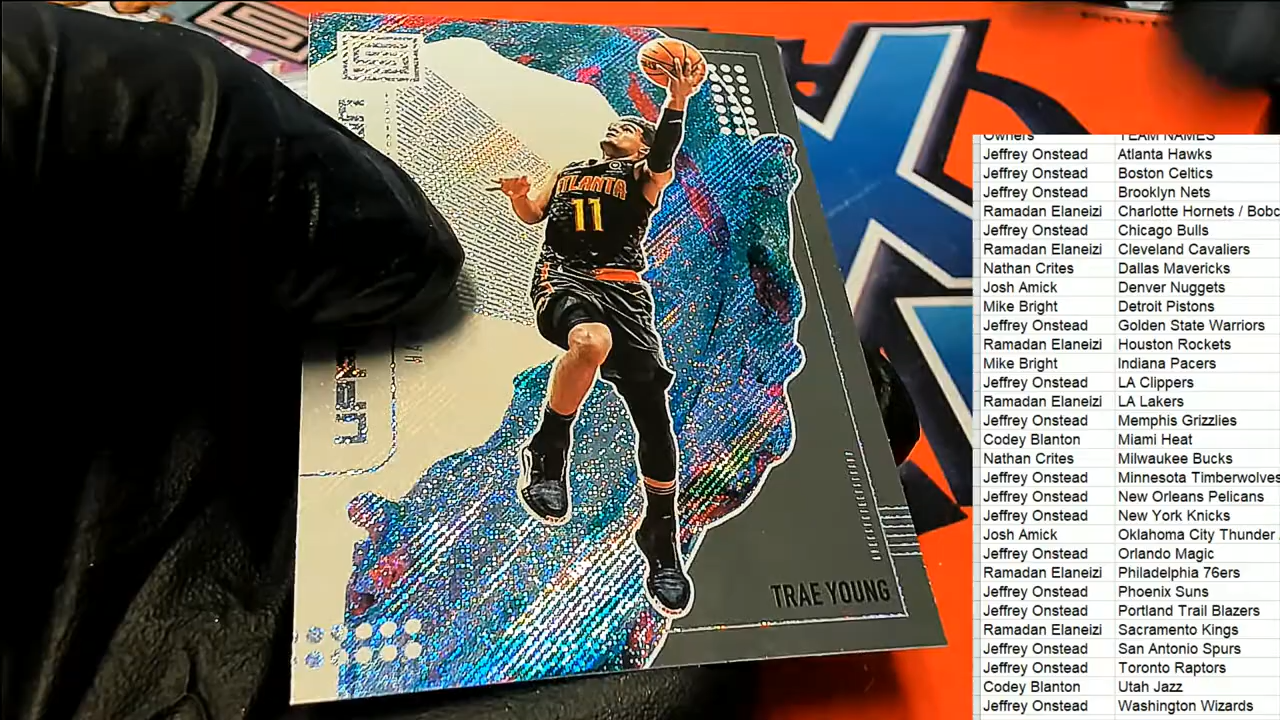 ATLANTA
11
TRAE YOUNG
Owners TEAM NAMES
Jeffrey Onstead Atlanta Hawks
Jeffrey Onstead Boston Celtics
Jeffrey Onstead Brooklyn Nets
Ramadan Elaneizi Charlotte Hornets / Bobc
Jeffrey Onstead Chicago Bulls
Ramadan Elaneizi Cleveland Cavaliers
Nathan Crites Dallas Mavericks
Josh Amick Denver Nuggets
Mike Bright Detroit Pistons
Jeffrey Onstead Golden State Warriors
Ramadan Elaneizi Houston Rockets
Mike Bright Indiana Pacers
Jeffrey Onstead LA Clippers
Ramadan Elaneizi LA Lakers
Jeffrey Onstead Memphis Grizzlies
Codey Blanton Miami Heat
Nathan Crites Milwaukee Bucks
Jeffrey Onstead Minnesota Timberwolves
Jeffrey Onstead New Orleans Pelicans
Jeffrey Onstead New York Knicks
Josh Amick Oklahoma City Thunder
Jeffrey Onstead Orlando Magic
Ramadan Elaneizi Philadelphia 76ers
Jeffrey Onstead Phoenix Suns
Jeffrey Onstead Portland Trail Blazers
Ramadan Elaneizi Sacramento Kings
Jeffrey Onstead San Antonio Spurs
Jeffrey Onstead Toronto Raptors
Codey Blanton Utah Jazz
Jeffrey Onstead Washington Wizards